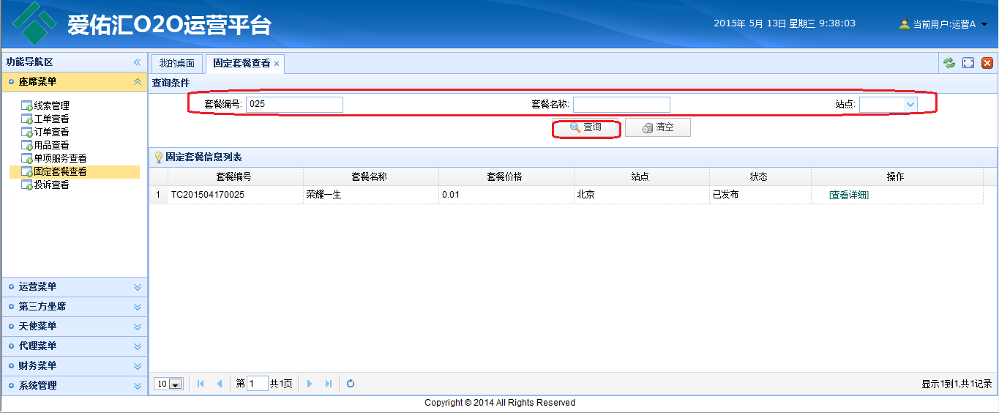 爱佑汇O2O运营平台
2015年 5月 13日 星期三 9:38:03
当前用户:运营A
功能导航区
我的桌面
固定套餐查看
座席菜单
查询条件
线索管理
工单查看
订单查看
用品查看
单项服务查看
固定套餐查看
投诉查看
套餐编号: 025
套餐名称:
站点:
查询
清空
固定套餐信息列表
套餐编号 套餐名称 套餐价格 站点 状态 操作
1 TC201504170025 荣耀一生 0.01 北京 已发布 [查看详细]
运营菜单
第三方坐席
天使菜单
代理菜单
财务菜单
系统管理
10 第 1 共1页
显示1到1,共1记录
Copyright © 2014 All Rights Reserved